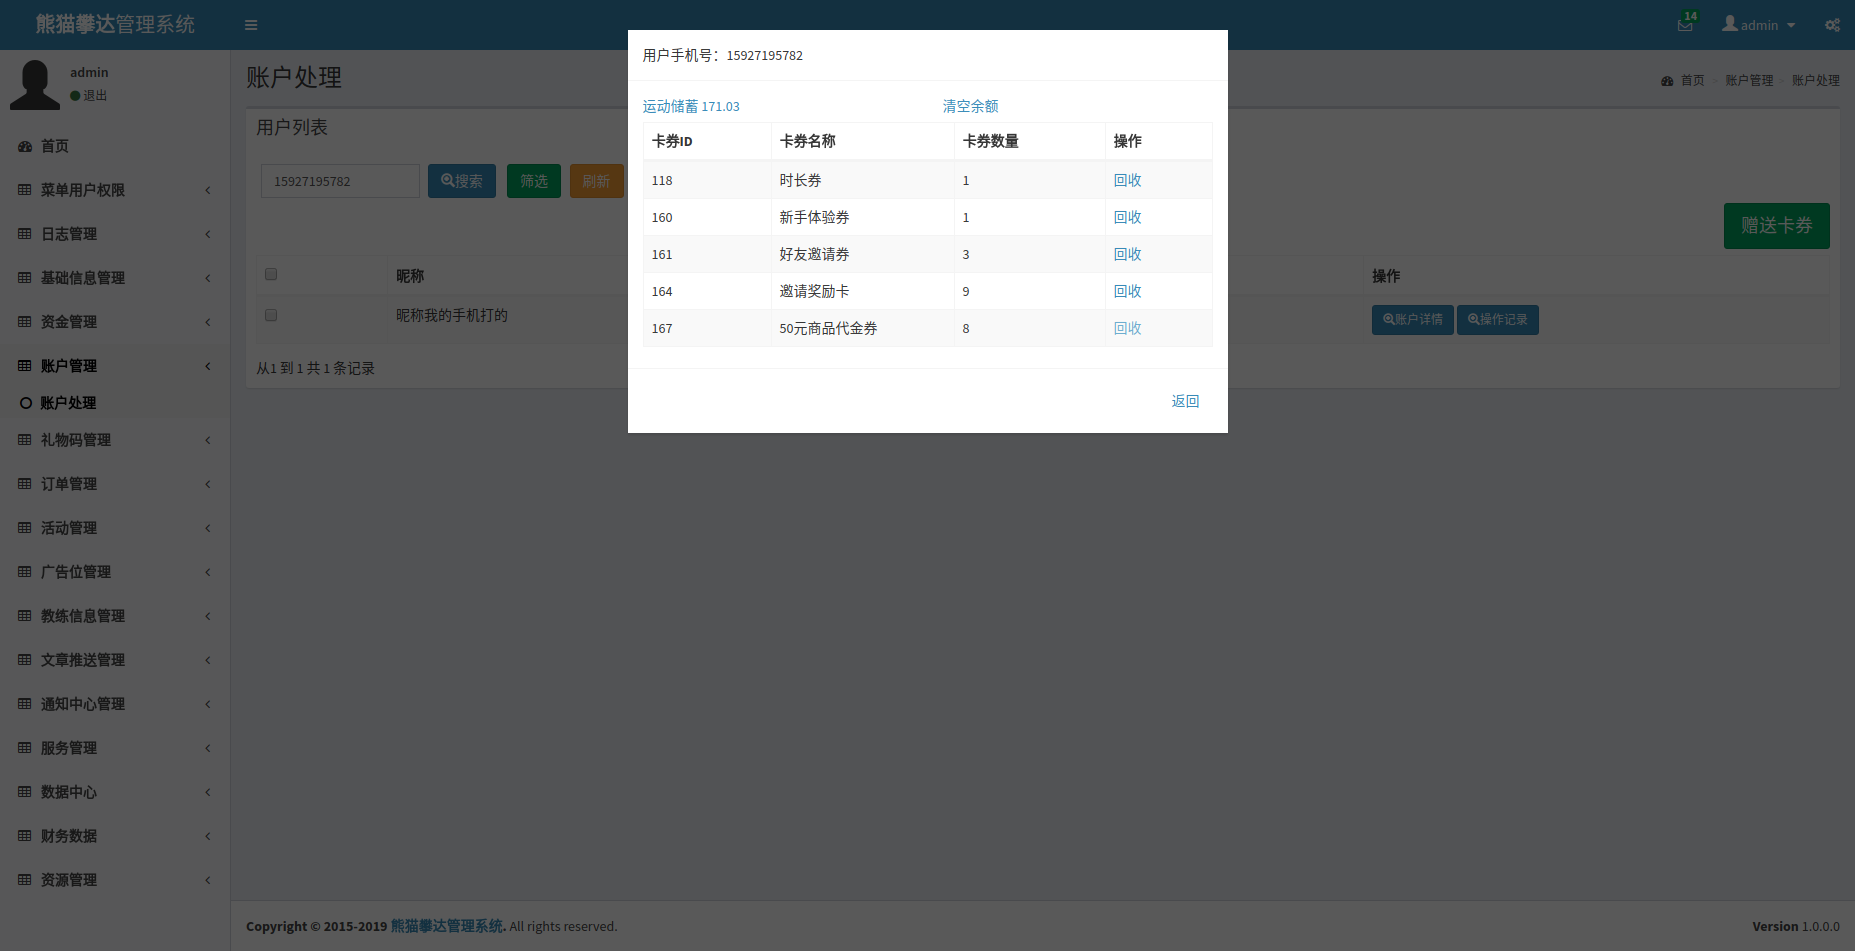 熊猫攀达管理系统
14
admin
admin
退出
账户处理
首页 > 账户管理 > 账户处理
用户列表
首页
菜单用户权限
日志管理
基础信息管理
资金管理
账户管理
账户处理
礼物码管理
订单管理
活动管理
广告位管理
教练信息管理
文章推送管理
通知中心管理
服务管理
数据中心
财务数据
资源管理
15927195782 搜索 筛选 刷新
赠送卡券
昵称 操作
昵称我的手机打的 账户详情 操作记录
从1 到 1 共 1 条记录
用户手机号：15927195782
运动储蓄 171.03 清空余额
卡券ID 卡券名称 卡券数量 操作
118 时长券 1 回收
160 新手体验券 1 回收
161 好友邀请券 3 回收
164 邀请奖励卡 9 回收
167 50元商品代金券 8 回收
返回
Copyright © 2015-2019 熊猫攀达管理系统. All rights reserved.
Version 1.0.0.0